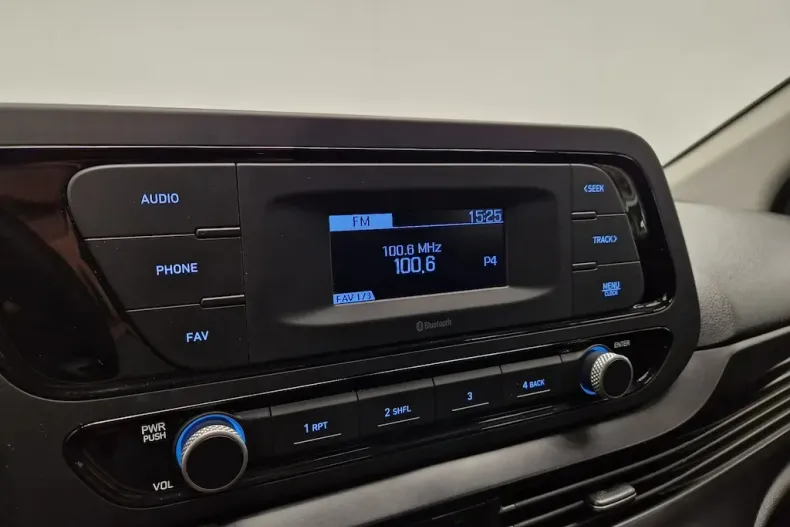 AUDIO
PHONE
FAV
FM 15:25
100.6 MHz
100.6 P4
FAV 1/3
Bluetooth
<SEEK
TRACK>
MENU
CLOCK
PWR
PUSH
VOL
1 RPT
2 SHFL
3
4 BACK
ENTER